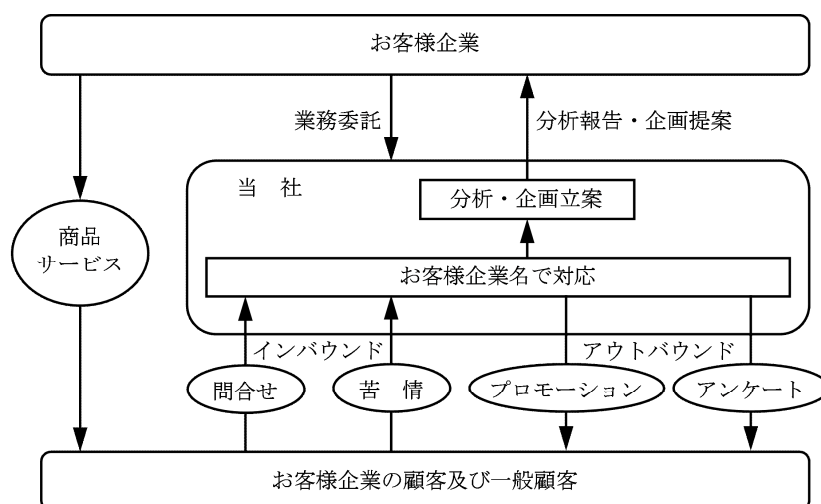 お客様企業
業務委託
分析報告・企画提案
当 社
分析・企画立案
商品
サービス
お客様企業名で対応
インバウンド
アウトバウンド
問合せ
苦 情
プロモーション
アンケート
お客様企業の顧客及び一般顧客